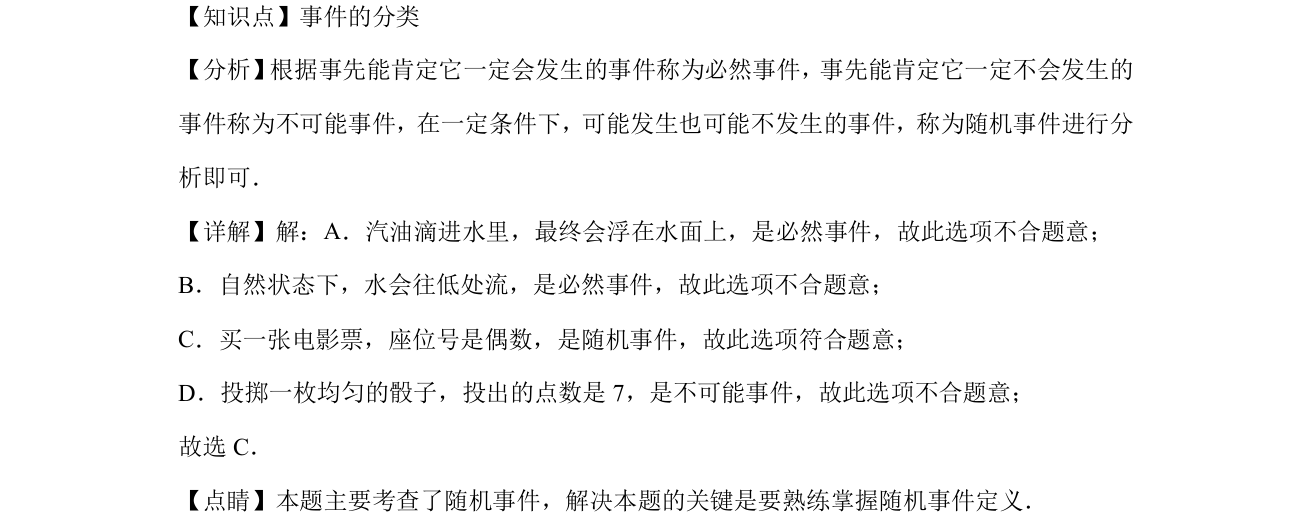 【知识点】事件的分类
【分析】根据事先能肯定它一定会发生的事件称为必然事件，事先能肯定它一定不会发生的
事件称为不可能事件，在一定条件下，可能发生也可能不发生的事件，称为随机事件进行分
析即可．
【详解】解：A．汽油滴进水里，最终会浮在水面上，是必然事件，故此选项不合题意；
B．自然状态下，水会往低处流，是必然事件，故此选项不合题意；
C．买一张电影票，座位号是偶数，是随机事件，故此选项符合题意；
D．投掷一枚均匀的骰子，投出的点数是 7，是不可能事件，故此选项不合题意；
故选 C．
【点睛】本题主要考查了随机事件，解决本题的关键是要熟练掌握随机事件定义．